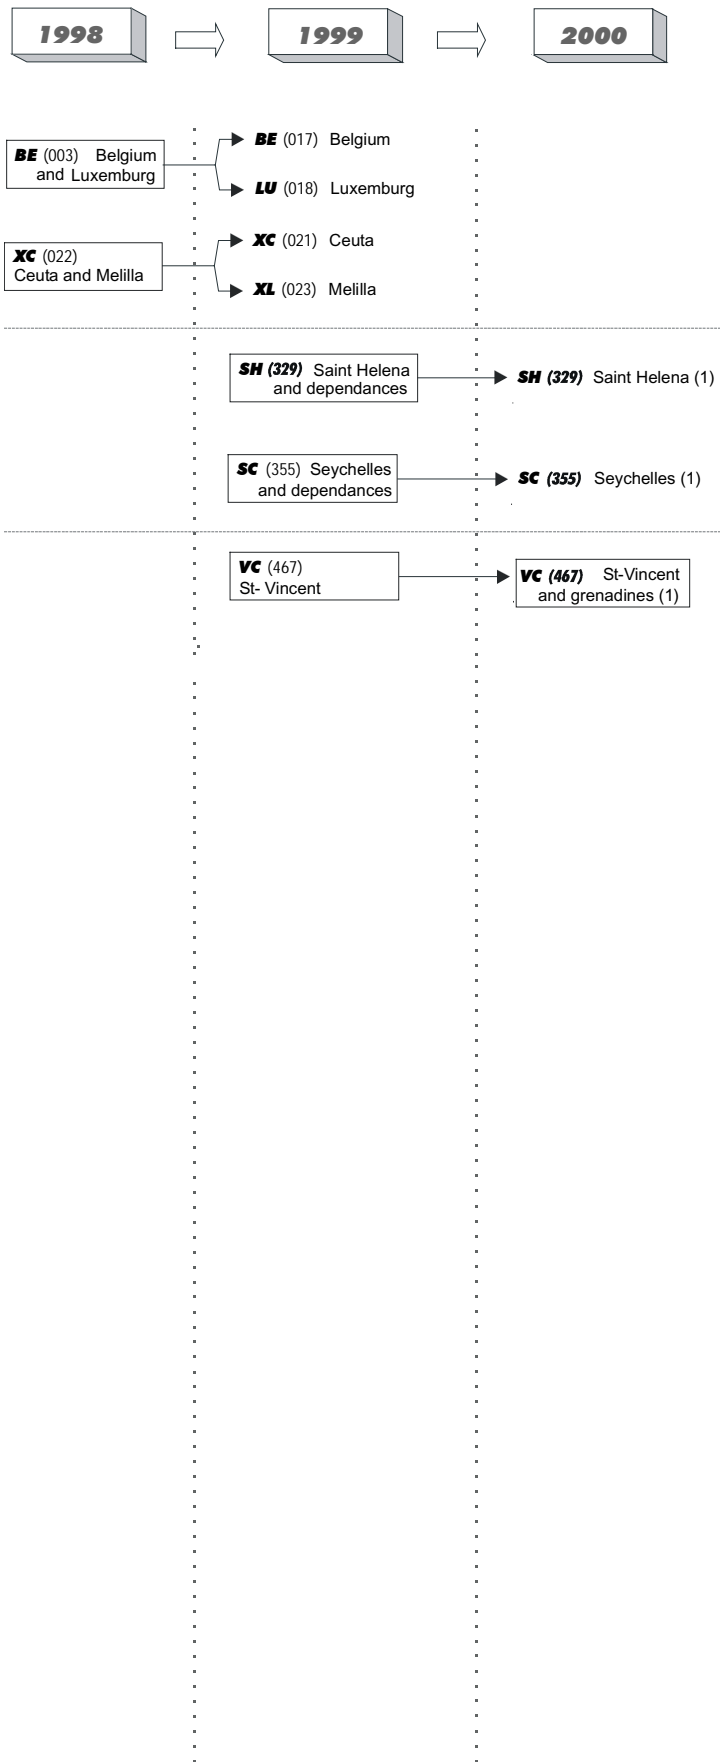 1998 1999 2000
BE (003) Belgium
and Luxemburg
BE (017) Belgium
LU (018) Luxemburg
XC (022)
Ceuta and Melilla
XC (021) Ceuta
XL (023) Melilla
SH (329) Saint Helena
and dependances
SH (329) Saint Helena (1)
SC (355) Seychelles
and dependances
SC (355) Seychelles (1)
VC (467)
St- Vincent
VC (467) St-Vincent
and grenadines (1)